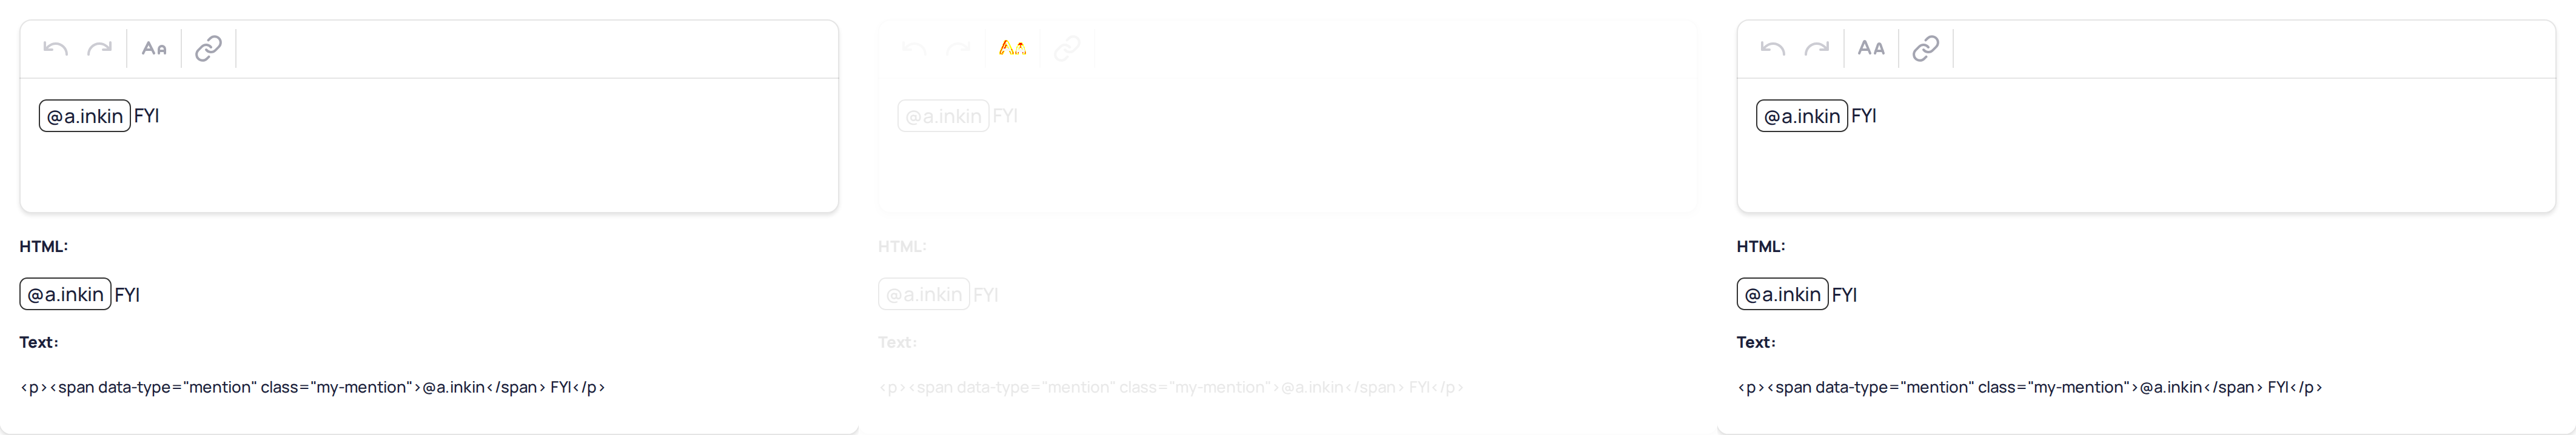 AA
@a.inkin FYI
HTML:
@a.inkin FYI
Text:
<p><span data-type="mention" class="my-mention">@a.inkin</span> FYI</p>
AA
@a.inkin FYI
HTML:
@a.inkin FYI
Text:
<p><span data-type="mention" class="my-mention">@a.inkin</span> FYI</p>
AA
@a.inkin FYI
HTML:
@a.inkin FYI
Text:
<p><span data-type="mention" class="my-mention">@a.inkin</span> FYI</p>